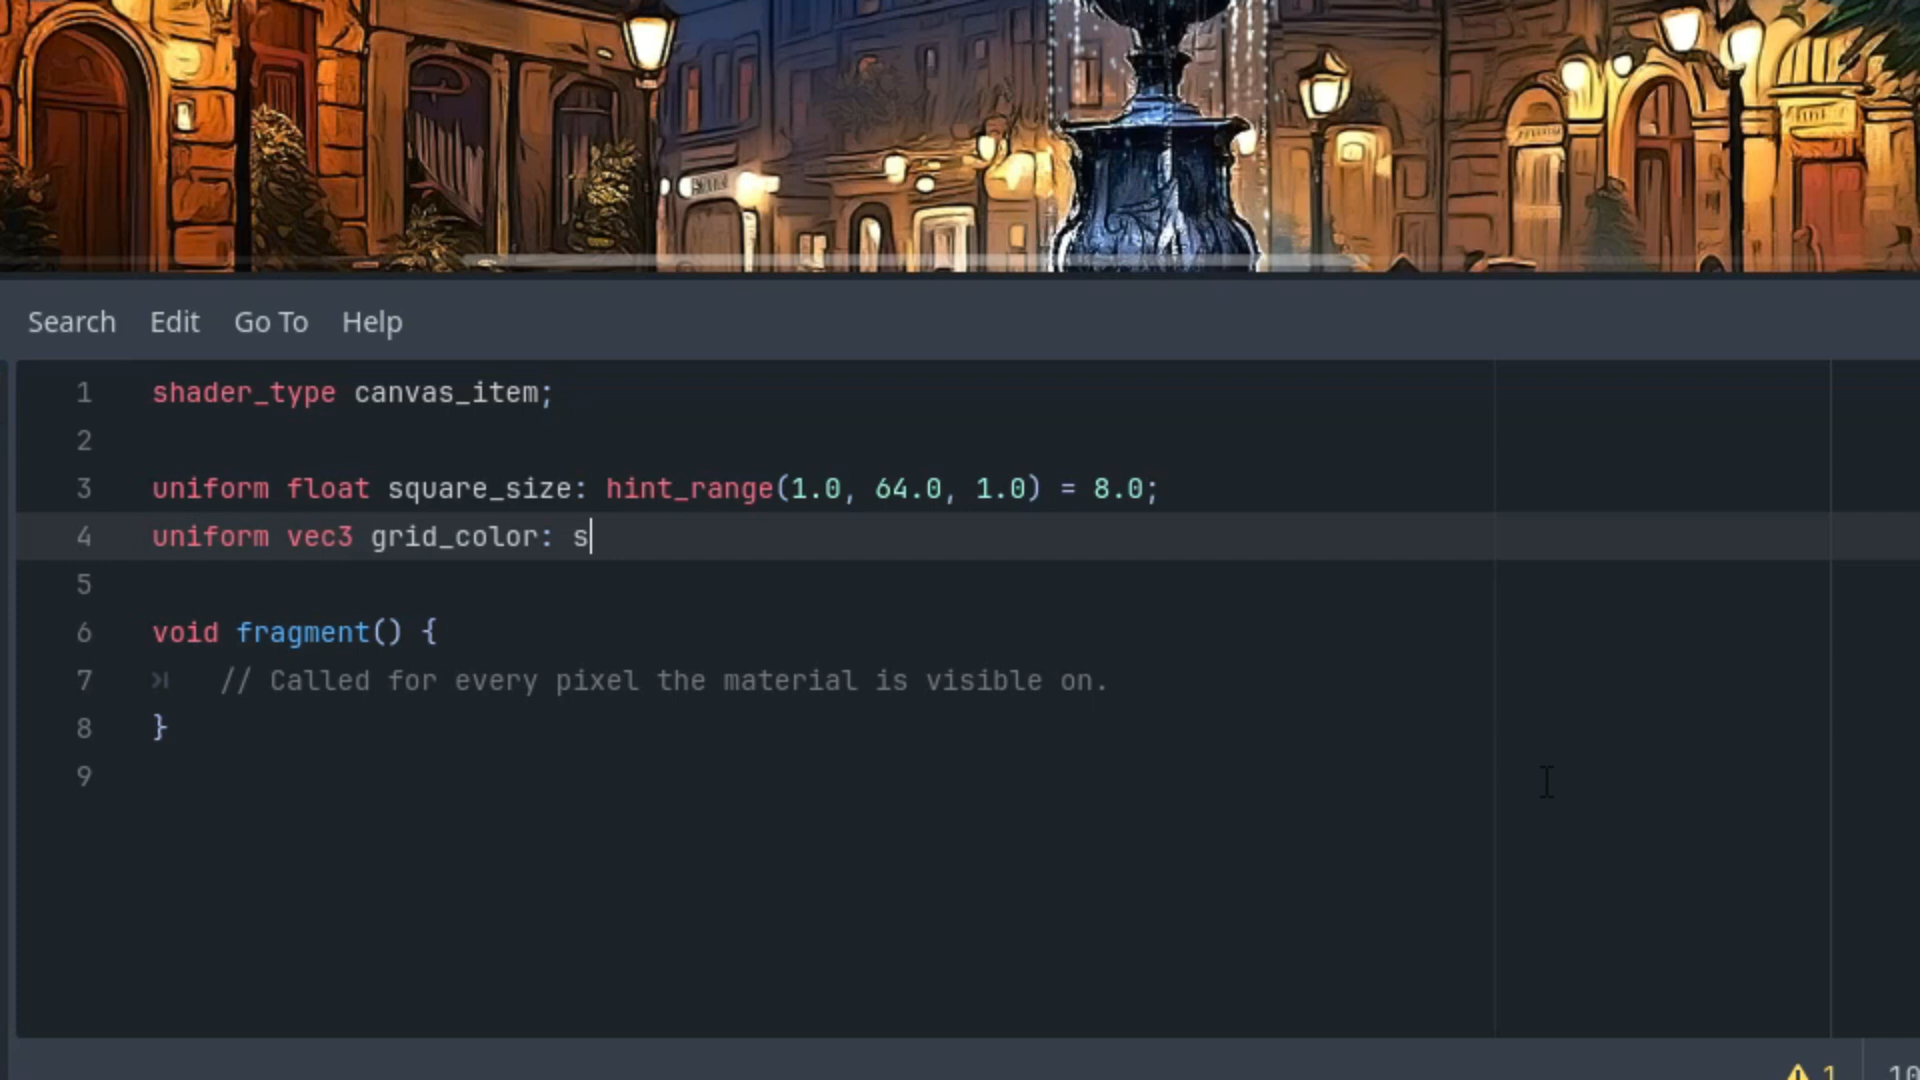 Search Edit Go To Help
1 shader_type canvas_item;
2
3 uniform float square_size: hint_range(1.0, 64.0, 1.0) = 8.0;
4 uniform vec3 grid_color: s
5
6 void fragment() {
7 // Called for every pixel the material is visible on.
8 }
9
1